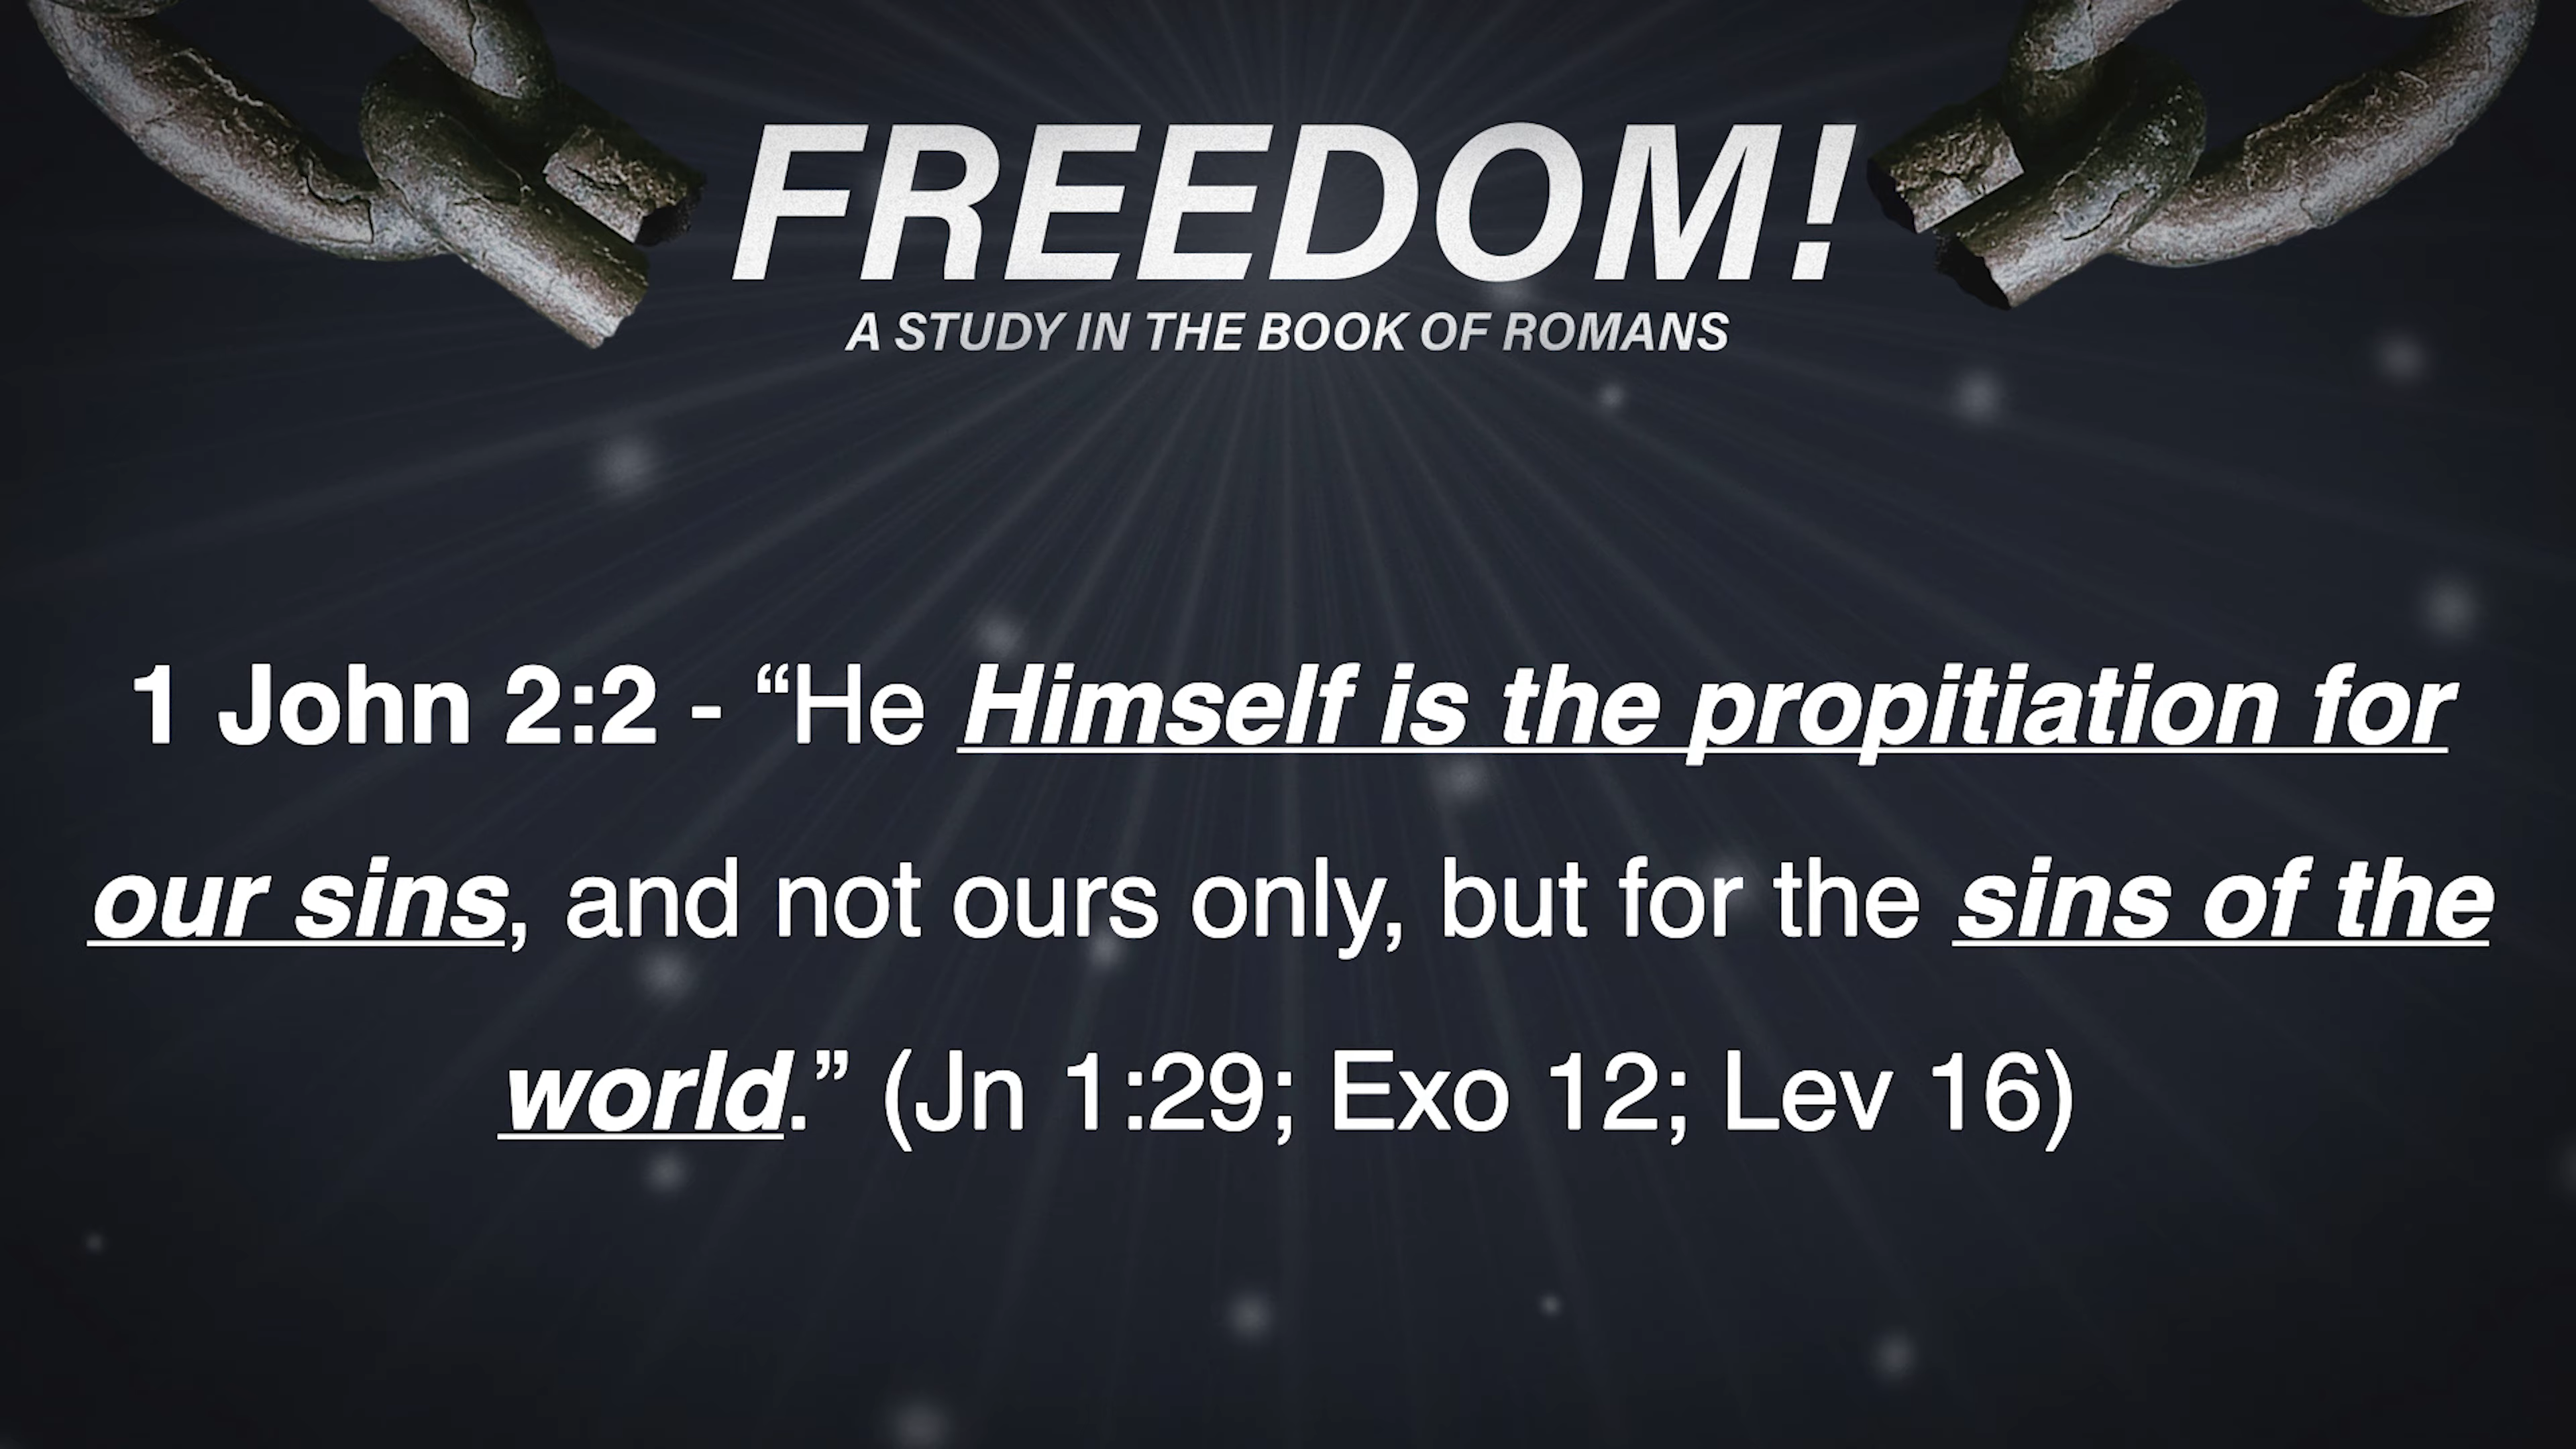 FREEDOM!
A STUDY IN THE BOOK OF ROMANS
1 John 2:2 - “He Himself is the propitiation for
our sins, and not ours only, but for the sins of the
world.” (Jn 1:29; Exo 12; Lev 16)